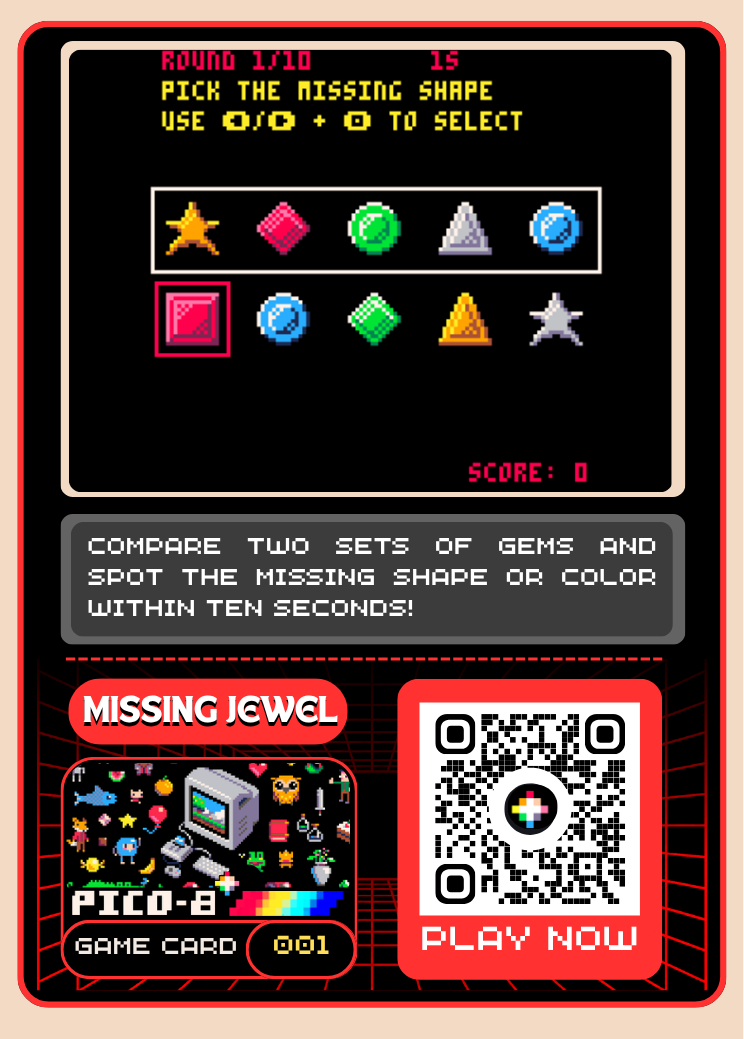 ROUND 1/10 15
PICK THE MISSING SHAPE
USE / + TO SELECT
SCORE: 0
COMPARE TWO SETS OF GEMS AND
SPOT THE MISSING SHAPE OR COLOR
WITHIN TEN SECONDS!
MISSING JEWEL
PICO-8
GAME CARD 001
PLAY NOW